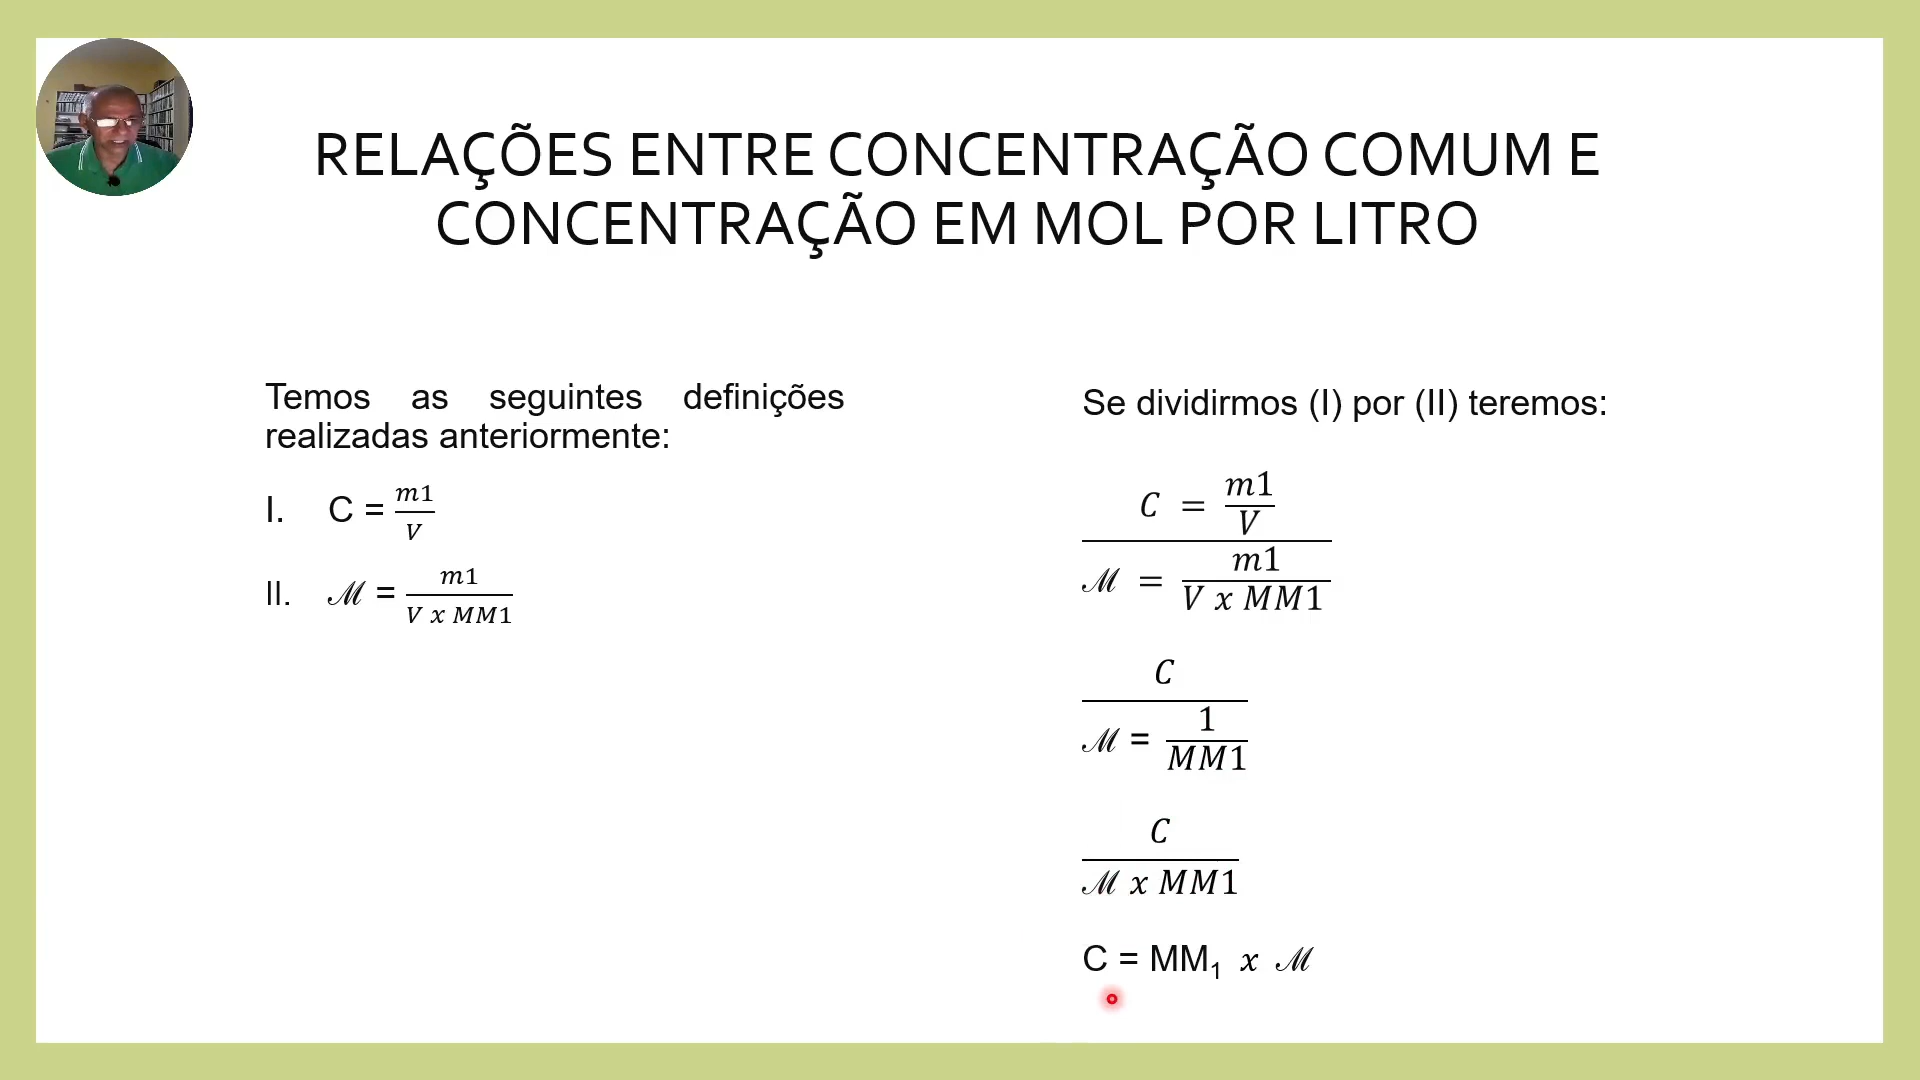 RELAÇÕES ENTRE CONCENTRAÇÃO COMUM E
CONCENTRAÇÃO EM MOL POR LITRO
Temos as seguintes definições
realizadas anteriormente:
I. C = m1/V
II. ℳ = m1/(V x MM1)
Se dividirmos (I) por (II) teremos:
C = m1/V
ℳ = m1/(V x MM1)
C
ℳ = 1/MM1
C
ℳ x MM1
C = MM₁ x ℳ